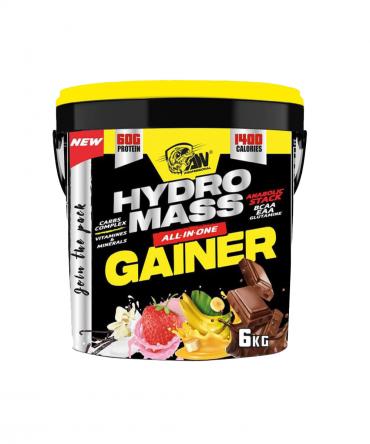 NEW
60G
PROTEIN
1400
CALORIES
AW
HYDRO
MASS
CARBS
COMPLEX
VITAMINES
&
MINERALS
ANABOLIC
STACK
BCAA
EAA
GLUTAMINE
ALL-IN-ONE
GAINER
Join the pack
6KG